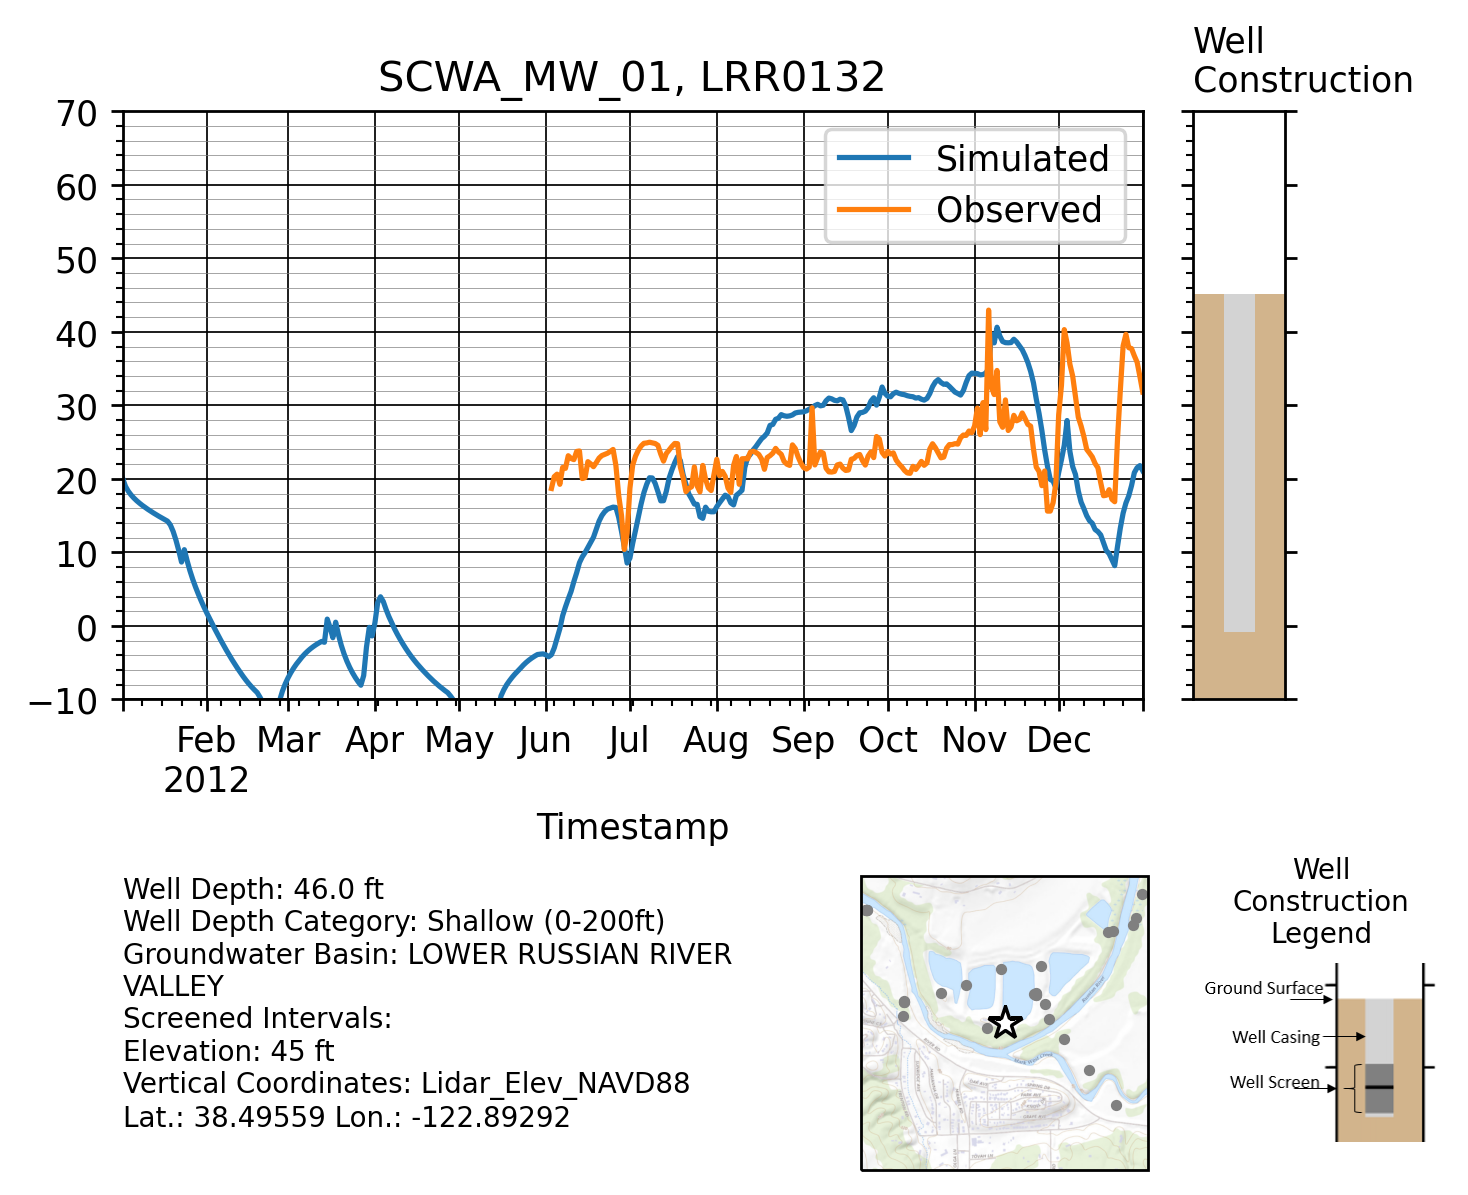 Well
Construction
SCWA_MW_01, LRR0132
70
60
50
40
30
20
10
0
−10
Simulated
Observed
Feb Mar Apr May Jun Jul Aug Sep Oct Nov Dec
2012
Timestamp
Well Depth: 46.0 ft
Well Depth Category: Shallow (0-200ft)
Groundwater Basin: LOWER RUSSIAN RIVER
VALLEY
Screened Intervals:
Elevation: 45 ft
Vertical Coordinates: Lidar_Elev_NAVD88
Lat.: 38.49559 Lon.: -122.89292
Well
Construction
Legend
Ground Surface
Well Casing
Well Screen